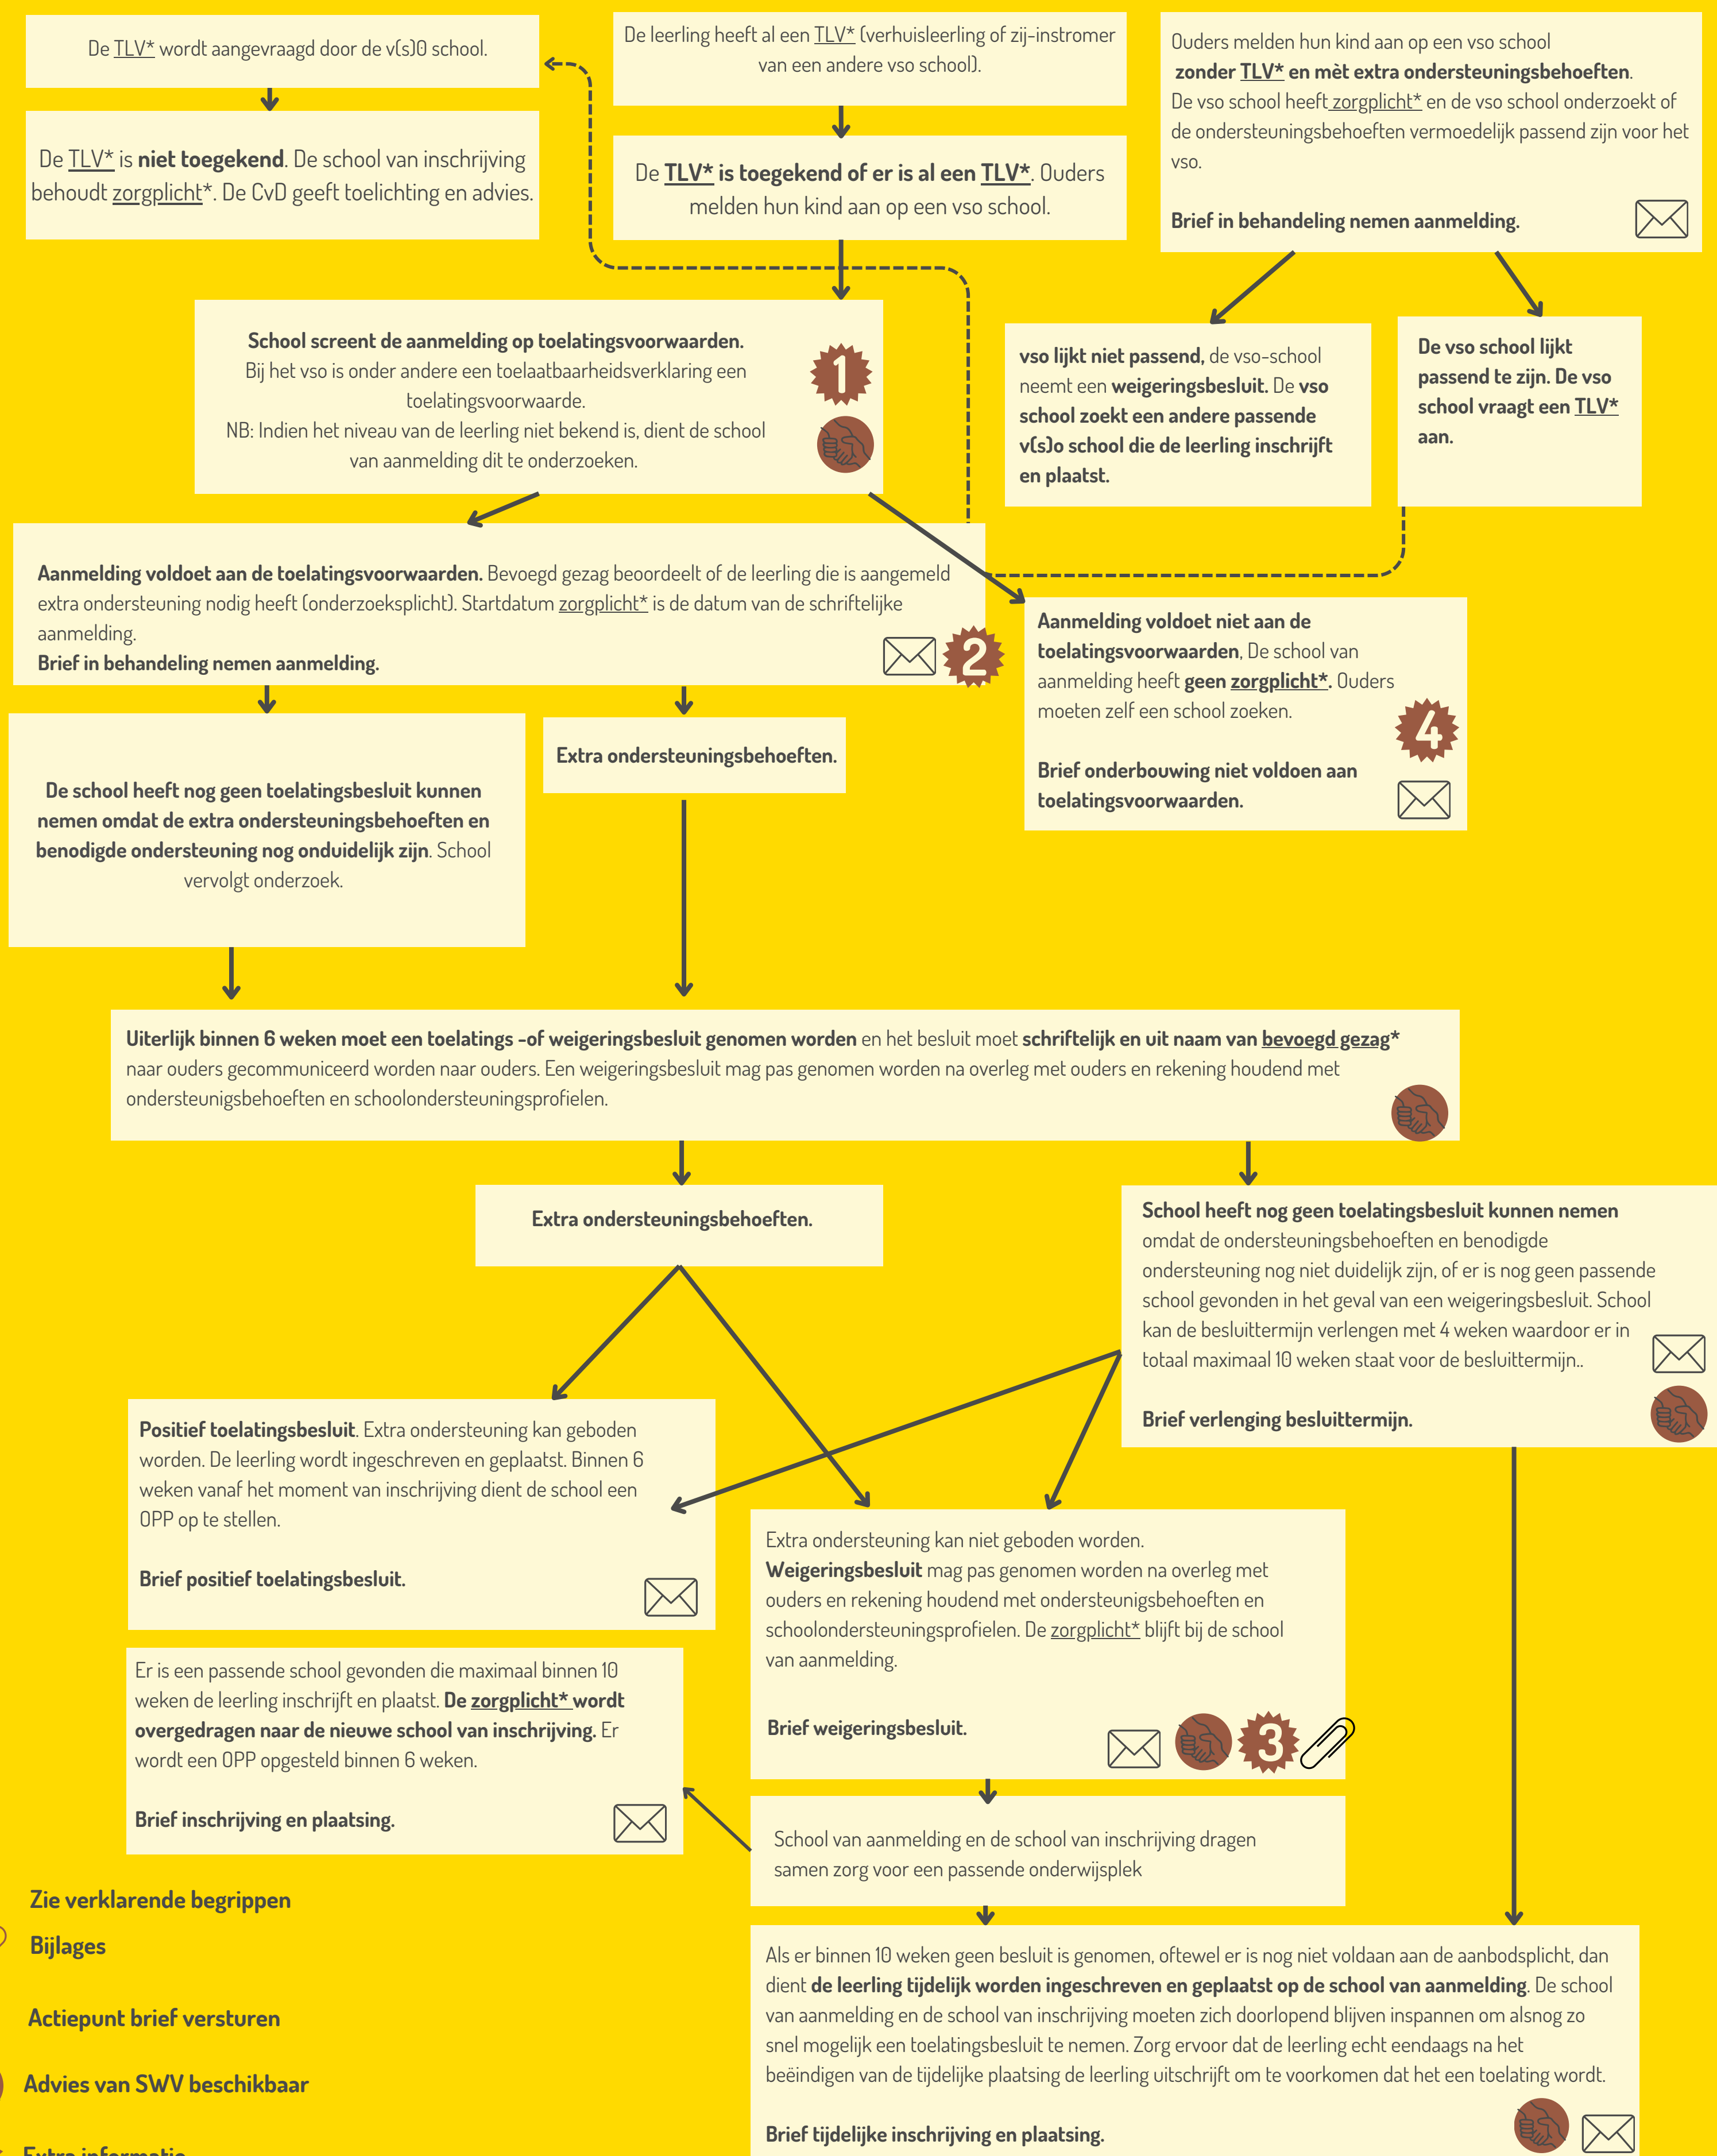 De TLV* wordt aangevraagd door de v(s)O school.
De TLV* is niet toegekend. De school van inschrijving
behoudt zorgplicht*. De CvD geeft toelichting en advies.
De leerling heeft al een TLV* (verhuisleerling of zij-instromer
van een andere vso school).
De TLV* is toegekend of er is al een TLV*. Ouders
melden hun kind aan op een vso school.
Ouders melden hun kind aan op een vso school
zonder TLV* en mèt extra ondersteuningsbehoeften.
De vso school heeft zorgplicht* en de vso school onderzoekt of
de ondersteuningsbehoeften vermoedelijk passend zijn voor het
vso.
Brief in behandeling nemen aanmelding.
School screent de aanmelding op toelatingsvoorwaarden.
Bij het vso is onder andere een toelaatbaarheidsverklaring een
toelatingsvoorwaarde.
NB: Indien het niveau van de leerling niet bekend is, dient de school
van aanmelding dit te onderzoeken.
1
vso lijkt niet passend, de vso-school
neemt een weigeringsbesluit. De vso
school zoekt een andere passende
v(s)o school die de leerling inschrijft
en plaatst.
De vso school lijkt
passend te zijn. De vso
school vraagt een TLV*
aan.
Aanmelding voldoet aan de toelatingsvoorwaarden. Bevoegd gezag beoordeelt of de leerling die is aangemeld
extra ondersteuning nodig heeft (onderzoeksplicht). Startdatum zorgplicht* is de datum van de schriftelijke
aanmelding.
Brief in behandeling nemen aanmelding.
2
Aanmelding voldoet niet aan de
toelatingsvoorwaarden, De school van
aanmelding heeft geen zorgplicht*. Ouders
moeten zelf een school zoeken.
Brief onderbouwing niet voldoen aan
toelatingsvoorwaarden.
4
De school heeft nog geen toelatingsbesluit kunnen
nemen omdat de extra ondersteuningsbehoeften en
benodigde ondersteuning nog onduidelijk zijn. School
vervolgt onderzoek.
Extra ondersteuningsbehoeften.
Uiterlijk binnen 6 weken moet een toelatings -of weigeringsbesluit genomen worden en het besluit moet schriftelijk en uit naam van bevoegd gezag*
naar ouders gecommuniceerd worden naar ouders. Een weigeringsbesluit mag pas genomen worden na overleg met ouders en rekening houdend met
ondersteunigsbehoeften en schoolondersteuningsprofielen.
Extra ondersteuningsbehoeften.
School heeft nog geen toelatingsbesluit kunnen nemen
omdat de ondersteuningsbehoeften en benodigde
ondersteuning nog niet duidelijk zijn, of er is nog geen passende
school gevonden in het geval van een weigeringsbesluit. School
kan de besluittermijn verlengen met 4 weken waardoor er in
totaal maximaal 10 weken staat voor de besluittermijn..
Brief verlenging besluittermijn.
Positief toelatingsbesluit. Extra ondersteuning kan geboden
worden. De leerling wordt ingeschreven en geplaatst. Binnen 6
weken vanaf het moment van inschrijving dient de school een
OPP op te stellen.
Brief positief toelatingsbesluit.
Extra ondersteuning kan niet geboden worden.
Weigeringsbesluit mag pas genomen worden na overleg met
ouders en rekening houdend met ondersteunigsbehoeften en
schoolondersteuningsprofielen. De zorgplicht* blijft bij de school
van aanmelding.
Brief weigeringsbesluit.
3
Er is een passende school gevonden die maximaal binnen 10
weken de leerling inschrijft en plaatst. De zorgplicht* wordt
overgedragen naar de nieuwe school van inschrijving. Er
wordt een OPP opgesteld binnen 6 weken.
Brief inschrijving en plaatsing.
School van aanmelding en de school van inschrijving dragen
samen zorg voor een passende onderwijsplek
Als er binnen 10 weken geen besluit is genomen, oftewel er is nog niet voldaan aan de aanbodsplicht, dan
dient de leerling tijdelijk worden ingeschreven en geplaatst op de school van aanmelding. De school
van aanmelding en de school van inschrijving moeten zich doorlopend blijven inspannen om alsnog zo
snel mogelijk een toelatingsbesluit te nemen. Zorg ervoor dat de leerling echt eendaags na het
beëindigen van de tijdelijke plaatsing de leerling uitschrijft om te voorkomen dat het een toelating wordt.
Brief tijdelijke inschrijving en plaatsing.
Zie verklarende begrippen
Bijlages
Actiepunt brief versturen
Advies van SWV beschikbaar
Extra informatie